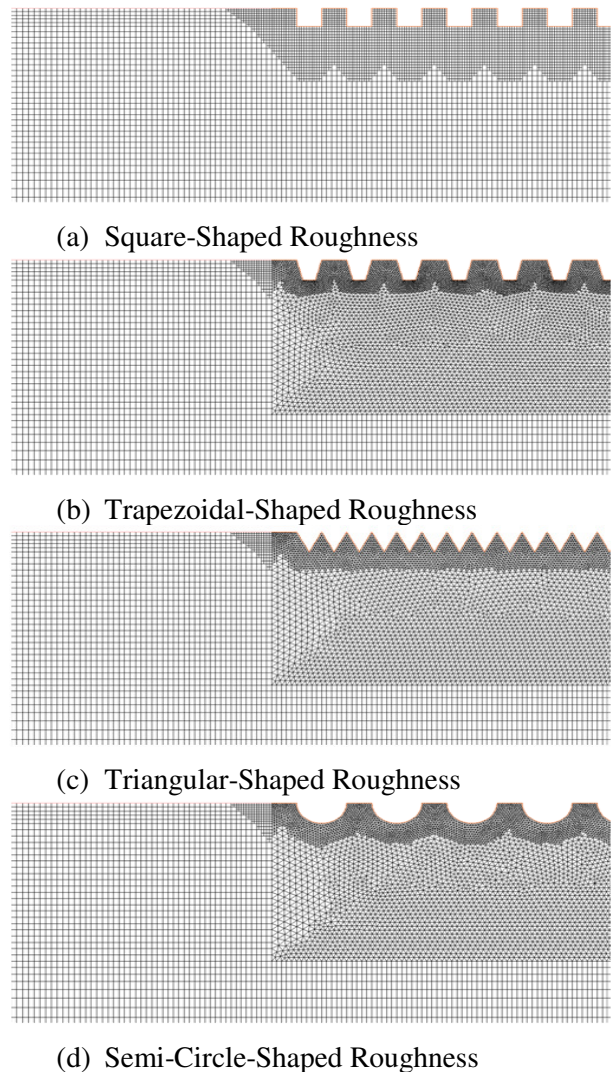 (a) Square-Shaped Roughness
(b) Trapezoidal-Shaped Roughness
(c) Triangular-Shaped Roughness
(d) Semi-Circle-Shaped Roughness